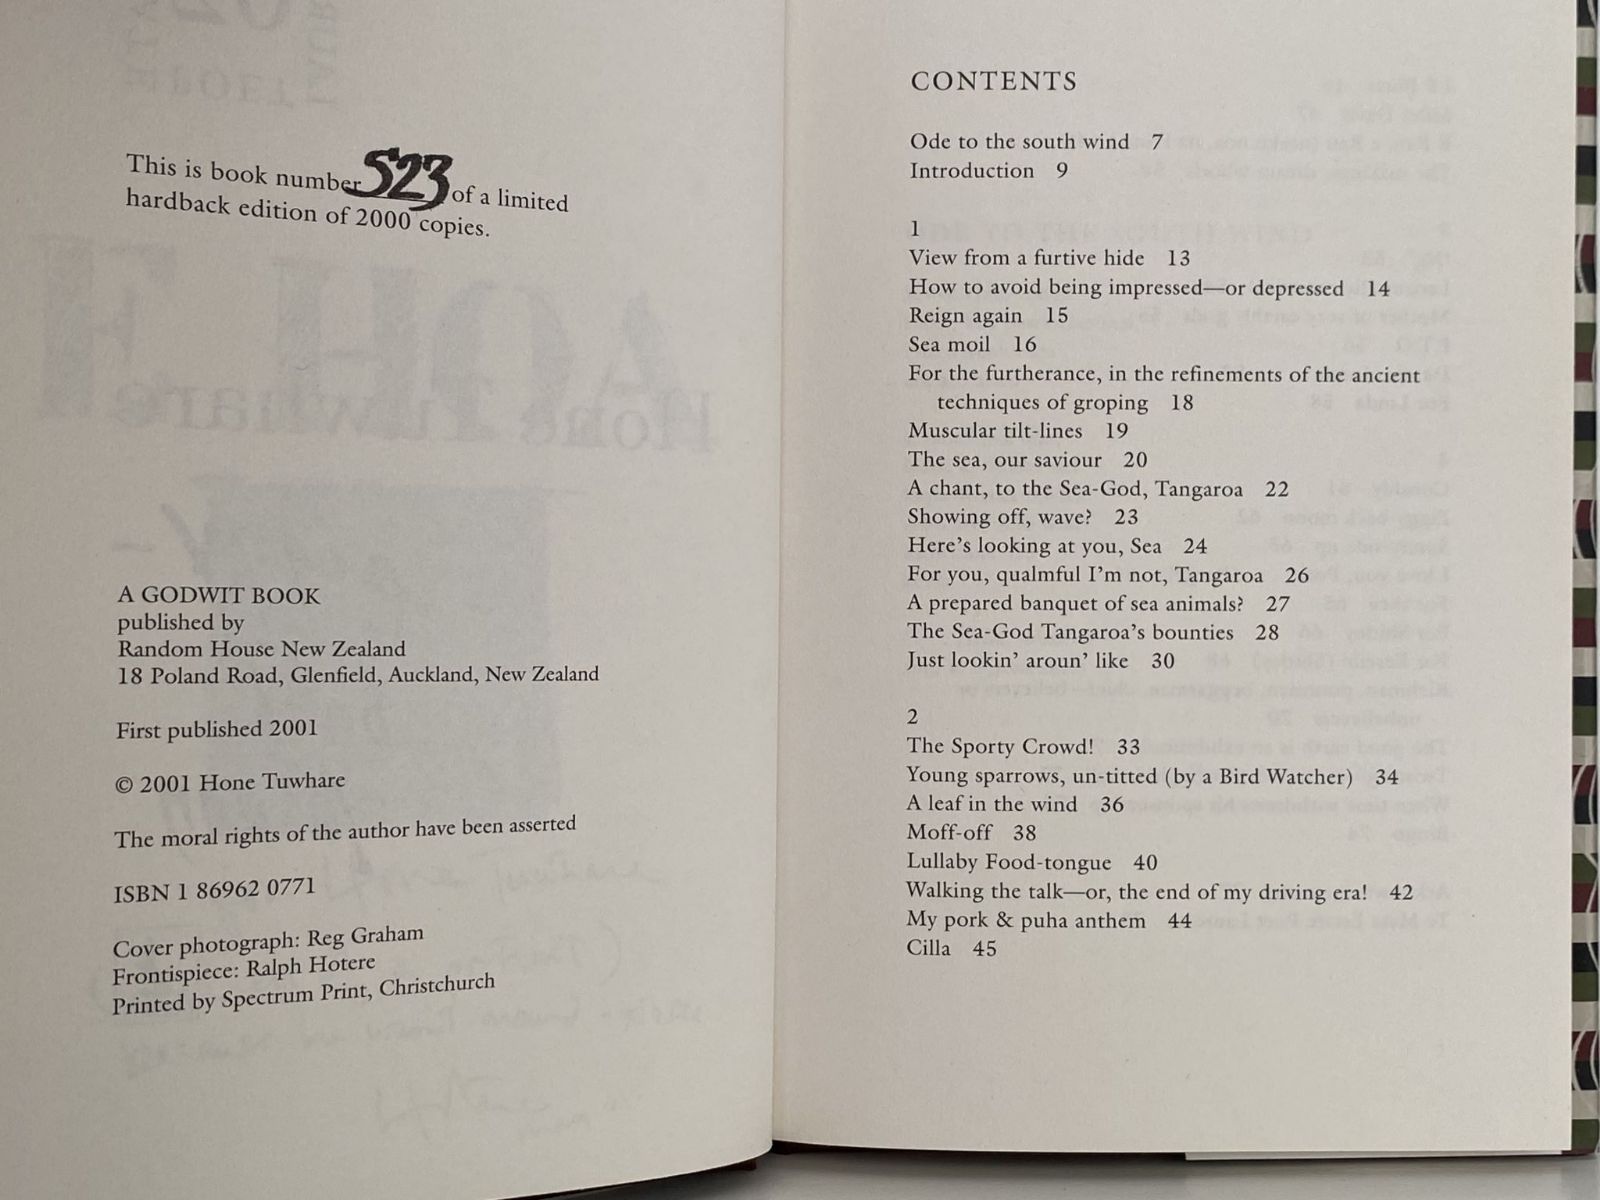 This is book number 523 of a limited
hardback edition of 2000 copies.
A GODWIT BOOK
published by
Random House New Zealand
18 Poland Road, Glenfield, Auckland, New Zealand
First published 2001
© 2001 Hone Tuwhare
The moral rights of the author have been asserted
ISBN 1 86962 0771
Cover photograph: Reg Graham
Frontispiece: Ralph Hotere
Printed by Spectrum Print, Christchurch
CONTENTS
Ode to the south wind 7
Introduction 9
1
View from a furtive hide 13
How to avoid being impressed—or depressed 14
Reign again 15
Sea moil 16
For the furtherance, in the refinements of the ancient
techniques of groping 18
Muscular tilt-lines 19
The sea, our saviour 20
A chant, to the Sea-God, Tangaroa 22
Showing off, wave? 23
Here's looking at you, Sea 24
For you, qualmful I'm not, Tangaroa 26
A prepared banquet of sea animals? 27
The Sea-God Tangaroa's bounties 28
Just lookin' aroun' like 30
2
The Sporty Crowd! 33
Young sparrows, un-titted (by a Bird Watcher) 34
A leaf in the wind 36
Moff-off 38
Lullaby Food-tongue 40
Walking the talk—or, the end of my driving era! 42
My pork & puha anthem 44
Cilla 45